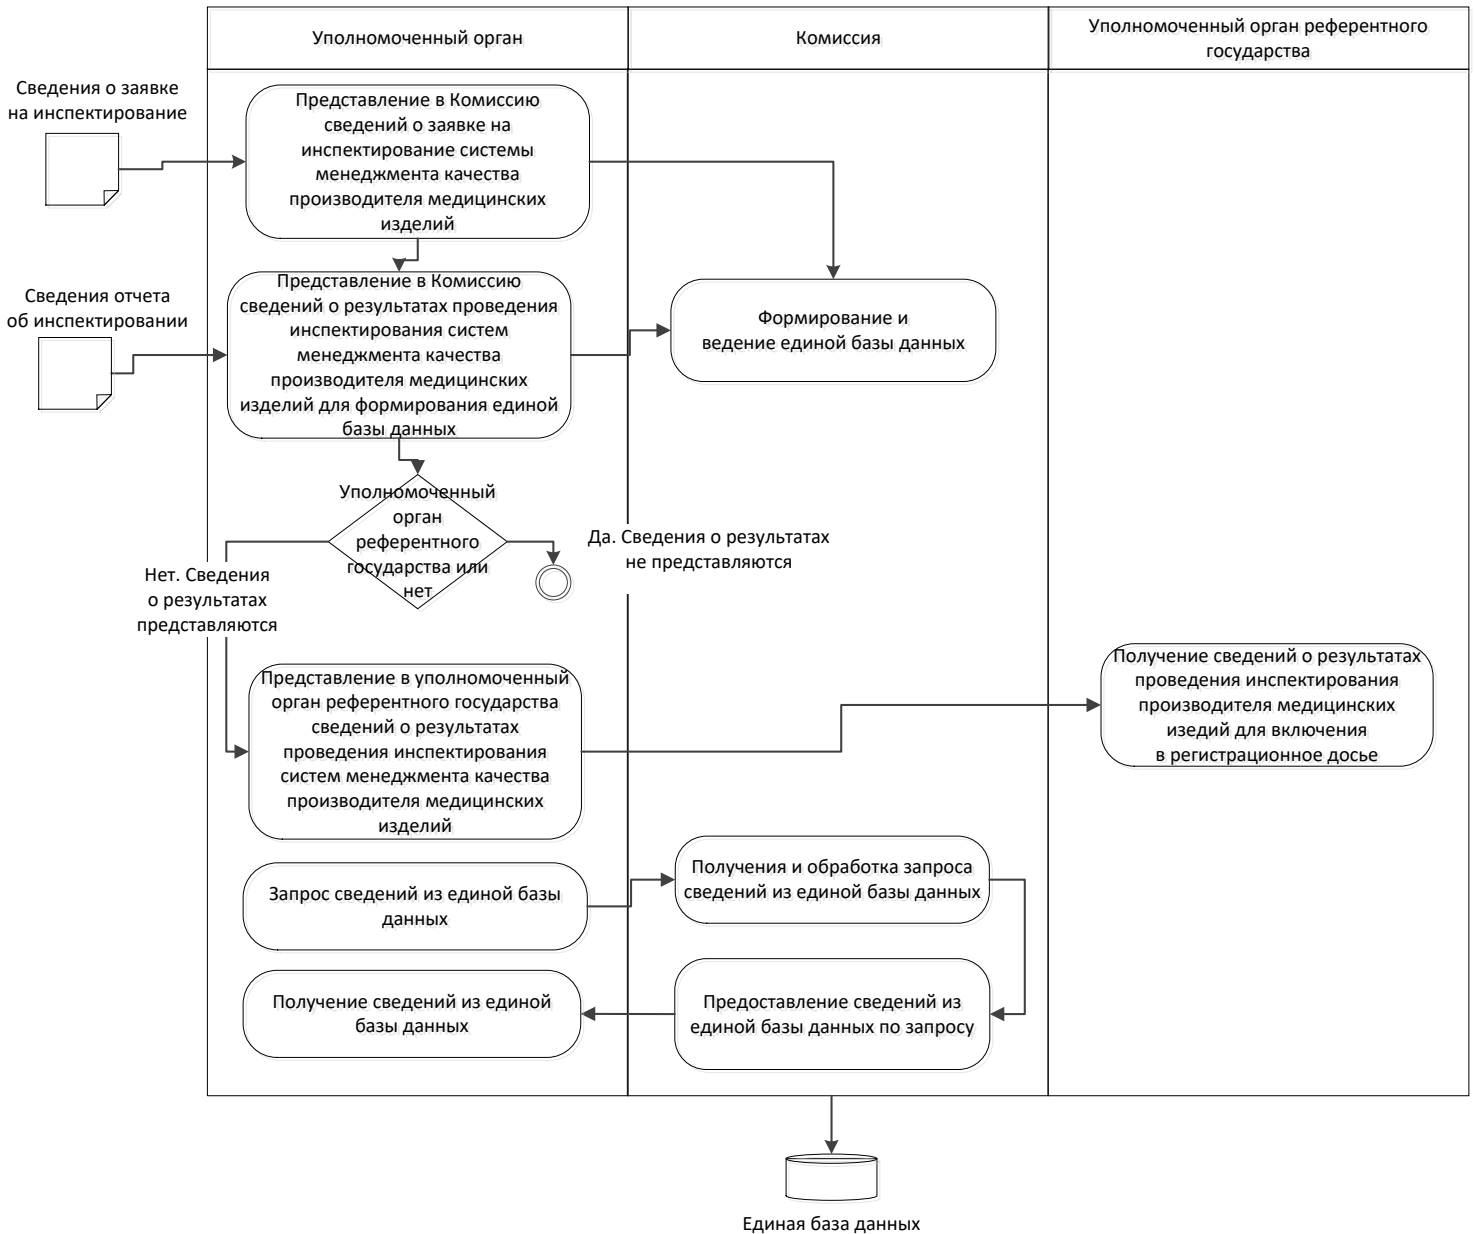 Уполномоченный орган
Комиссия
Уполномоченный орган референтного
государства
Сведения о заявке
на инспектирование
Представление в Комиссию
сведений о заявке на
инспектирование системы
менеджмента качества
производителя медицинских
изделий
Сведения отчета
об инспектировании
Представление в Комиссию
сведений о результатах проведения
инспектирования систем
менеджмента качества
производителя медицинских
изделий для формирования единой
базы данных
Формирование и
ведение единой базы данных
Уполномоченный
орган
референтного
государства или
нет
Да. Сведения о результатах
не представляются
Нет. Сведения
о результатах
представляются
Представление в уполномоченный
орган референтного государства
сведений о результатах
проведения инспектирования
систем менеджмента качества
производителя медицинских
изделий
Получение сведений о результатах
проведения инспектирования
производителя медицинских
изедий для включения
в регистрационное досье
Запрос сведений из единой базы
данных
Получения и обработка запроса
сведений из единой базы данных
Получение сведений из единой
базы данных
Предоставление сведений из
единой базы данных по запросу
Единая база данных